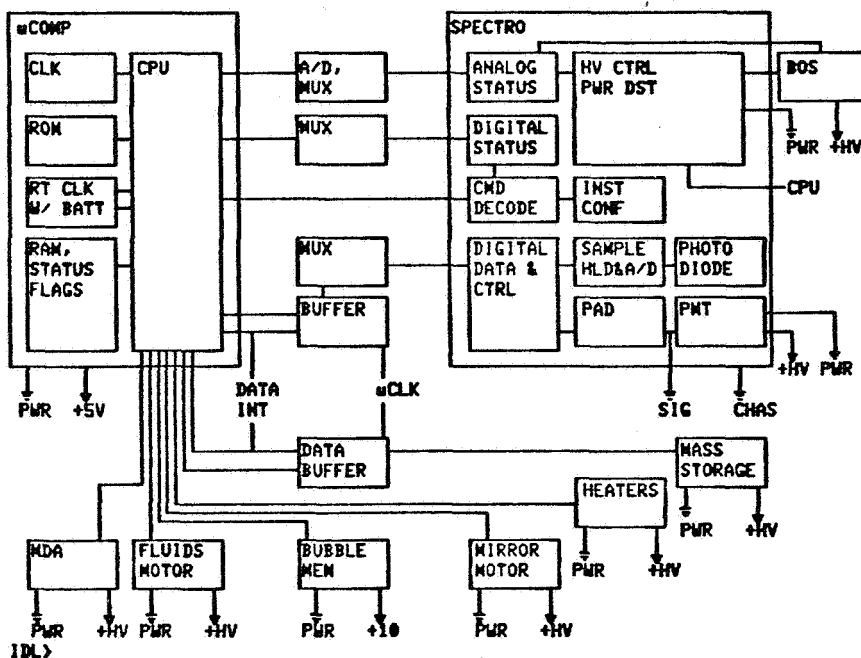 uCOMP
SPECTRO
CLK
CPU
A/D,
MUX
ANALOG
STATUS
HV CTRL
PWR DST
BOS
ROM
MUX
DIGITAL
STATUS
PWR
+HV
RT CLK
W/ BATT
CMD
DECODE
INST
CONF
CPU
RAM,
STATUS
FLAGS
MUX
DIGITAL
DATA &
CTRL
SAMPLE
HLD&A/D
PHOTO
DIODE
BUFFER
PAD
PMT
PWR
+5V
DATA
INT
uCLK
SIG
CHAS
+HV
PWR
DATA
BUFFER
MASS
STORAGE
HEATERS
PWR
+HV
MDA
FLUIDS
MOTOR
BUBBLE
MEM
MIRROR
MOTOR
PWR
+HV
PWR
+HV
PWR
+HV
PWR
+10
PWR
+HV
IDL>